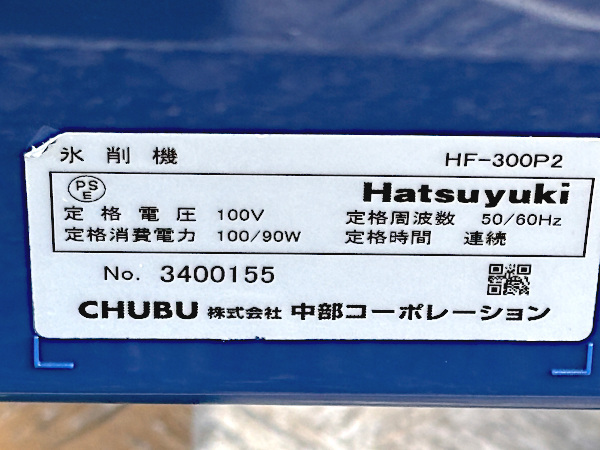 氷削機 HF-300P2
PSE Hatsuyuki
定格電圧 100V 定格周波数 50/60Hz
定格消費電力 100/90W 定格時間 連続
No. 3400155
CHUBU 株式会社 中部コーポレーション